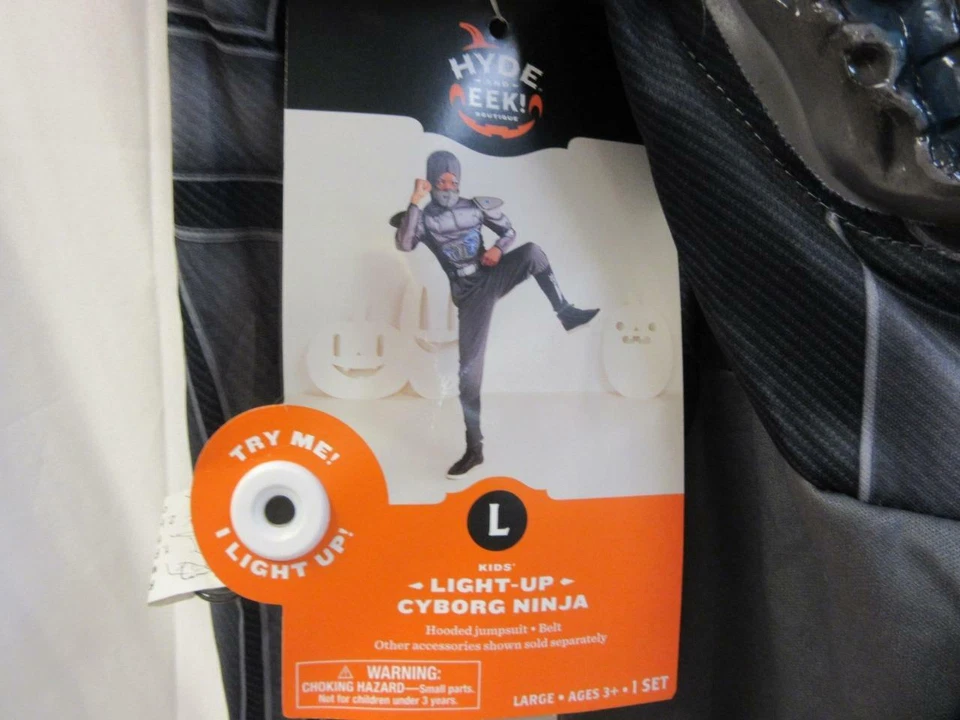 HYDE
AND
EEK!
BOUTIQUE
TRY ME!
I LIGHT UP!
L
KIDS'
LIGHT-UP
CYBORG NINJA
Hooded jumpsuit • Belt
Other accessories shown sold separately
⚠ WARNING:
CHOKING HAZARD—Small parts.
Not for children under 3 years.
LARGE • AGES 3+ • 1 SET